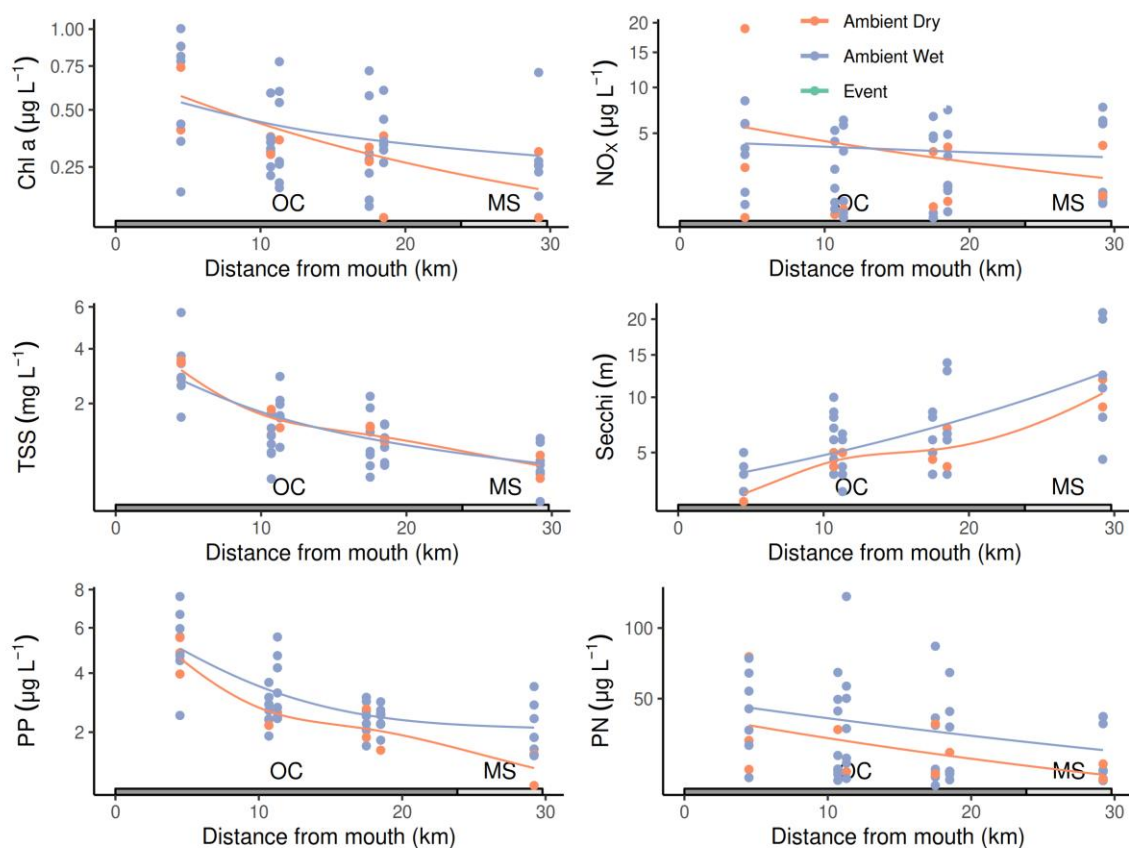 Chl a (µg L⁻¹)
1.00
0.75
0.50
0.25
OC
MS
0
10
20
30
Distance from mouth (km)
NOX (µg L⁻¹)
20
15
10
5
Ambient Dry
Ambient Wet
Event
OC
MS
0
10
20
30
Distance from mouth (km)
TSS (mg L⁻¹)
6
4
2
OC
MS
0
10
20
30
Distance from mouth (km)
Secchi (m)
20
15
10
5
OC
MS
0
10
20
30
Distance from mouth (km)
PP (µg L⁻¹)
8
6
4
2
OC
MS
0
10
20
30
Distance from mouth (km)
PN (µg L⁻¹)
100
50
OC
MS
0
10
20
30
Distance from mouth (km)